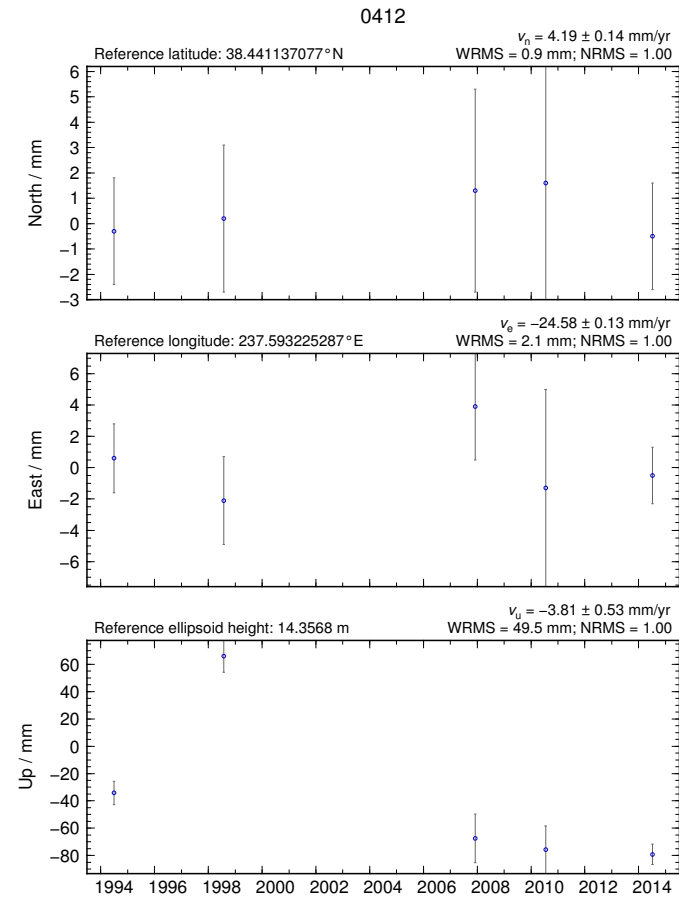 0412
vn = 4.19 ± 0.14 mm/yr
Reference latitude: 38.441137077°N WRMS = 0.9 mm; NRMS = 1.00
6
5
4
3
2
1
0
−1
−2
−3
North / mm
ve = −24.58 ± 0.13 mm/yr
Reference longitude: 237.593225287°E WRMS = 2.1 mm; NRMS = 1.00
6
4
2
0
−2
−4
−6
East / mm
vu = −3.81 ± 0.53 mm/yr
Reference ellipsoid height: 14.3568 m WRMS = 49.5 mm; NRMS = 1.00
60
40
20
0
−20
−40
−60
−80
Up / mm
1994 1996 1998 2000 2002 2004 2006 2008 2010 2012 2014